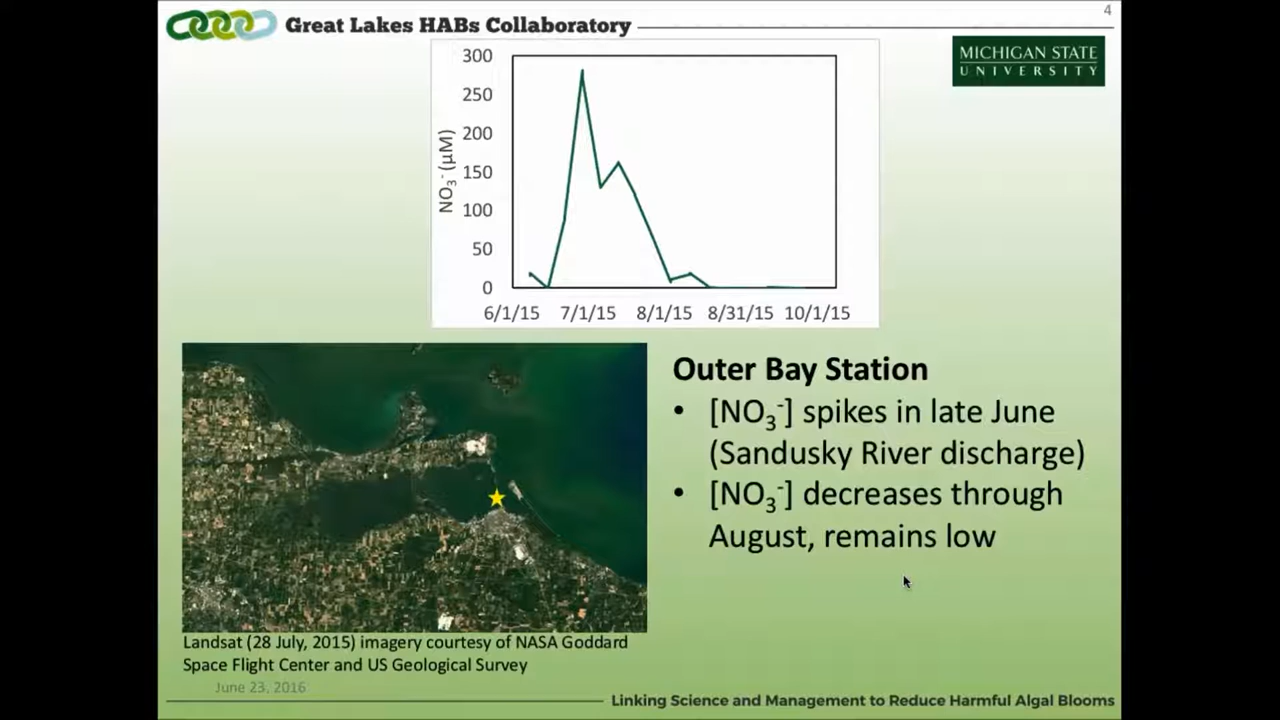 4
Great Lakes HABs Collaboratory
MICHIGAN STATE
UNIVERSITY
300
250
200
150
100
50
0
NO₃⁻ (µM)
6/1/15 7/1/15 8/1/15 8/31/15 10/1/15
Outer Bay Station
• [NO₃⁻] spikes in late June
(Sandusky River discharge)
• [NO₃⁻] decreases through
August, remains low
Landsat (28 July, 2015) imagery courtesy of NASA Goddard
Space Flight Center and US Geological Survey
June 23, 2016
Linking Science and Management to Reduce Harmful Algal Blooms